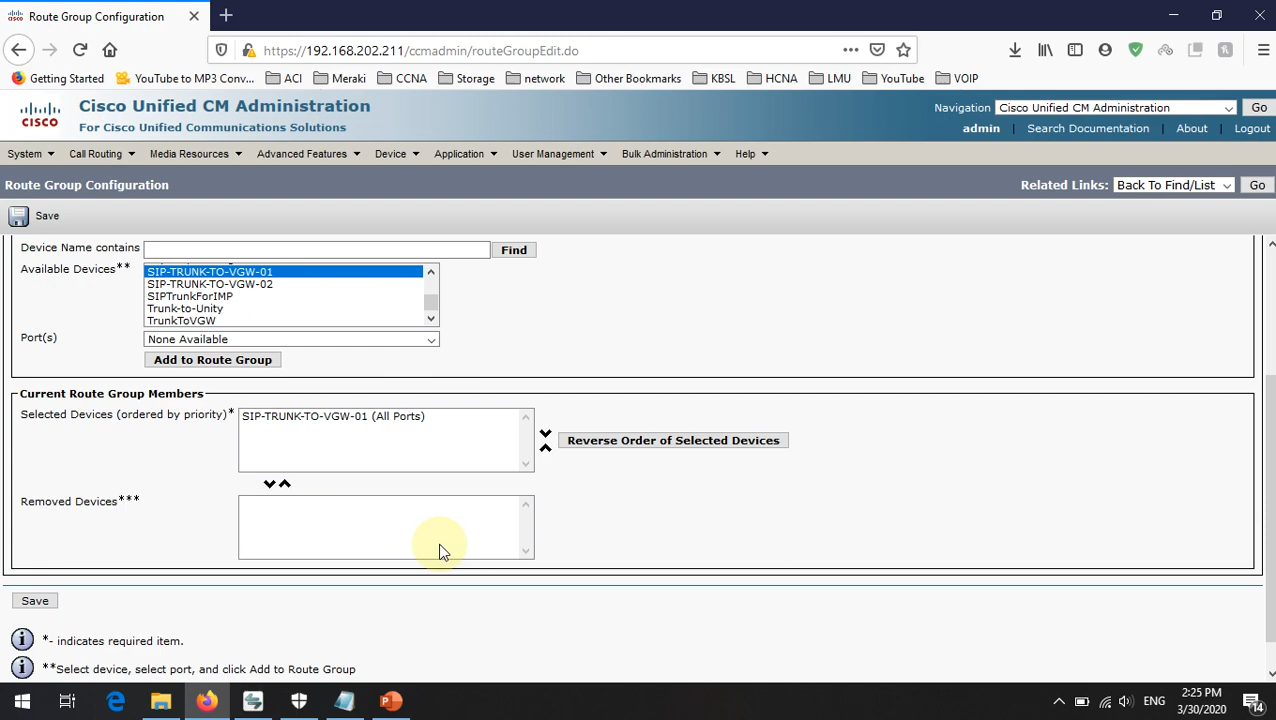 Route Group Configuration
https://192.168.202.211/ccmadmin/routeGroupEdit.do
Getting Started YouTube to MP3 Conv... ACI Meraki CCNA Storage network Other Bookmarks KBSL HCNA LMU YouTube VOIP
CISCO
Cisco Unified CM Administration
For Cisco Unified Communications Solutions
Navigation Cisco Unified CM Administration Go
admin Search Documentation About Logout
System Call Routing Media Resources Advanced Features Device Application User Management Bulk Administration Help
Route Group Configuration
Related Links: Back To Find/List Go
Save
Device Name contains Find
Available Devices**
SIP-TRUNK-TO-VGW-01
SIP-TRUNK-TO-VGW-02
SIPTrunkForIMP
Trunk-to-Unity
TrunkToVGW
Port(s) None Available
Add to Route Group
Current Route Group Members
Selected Devices (ordered by priority)* SIP-TRUNK-TO-VGW-01 (All Ports)
Reverse Order of Selected Devices
Removed Devices***
Save
*- indicates required item.
**Select device, select port, and click Add to Route Group
ENG
2:25 PM
3/30/2020
14